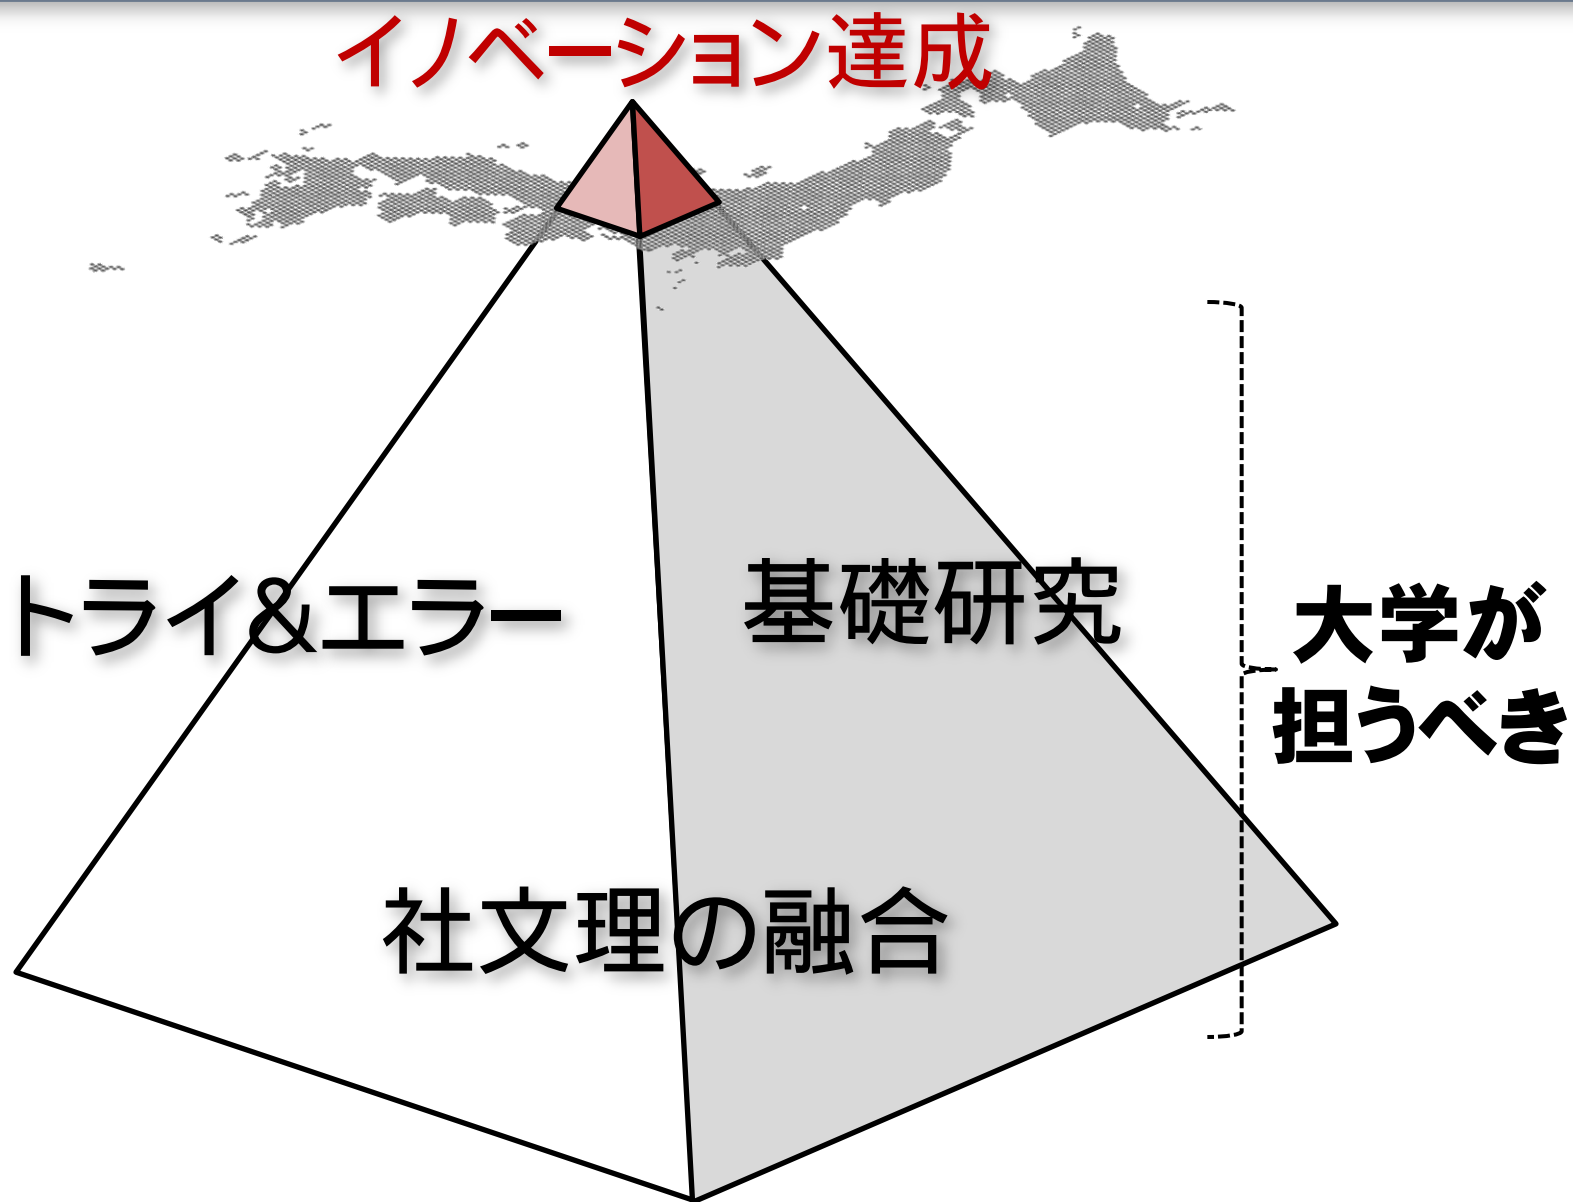 イノベーション達成
トライ&エラー
基礎研究
大学が
担うべき
社文理の融合